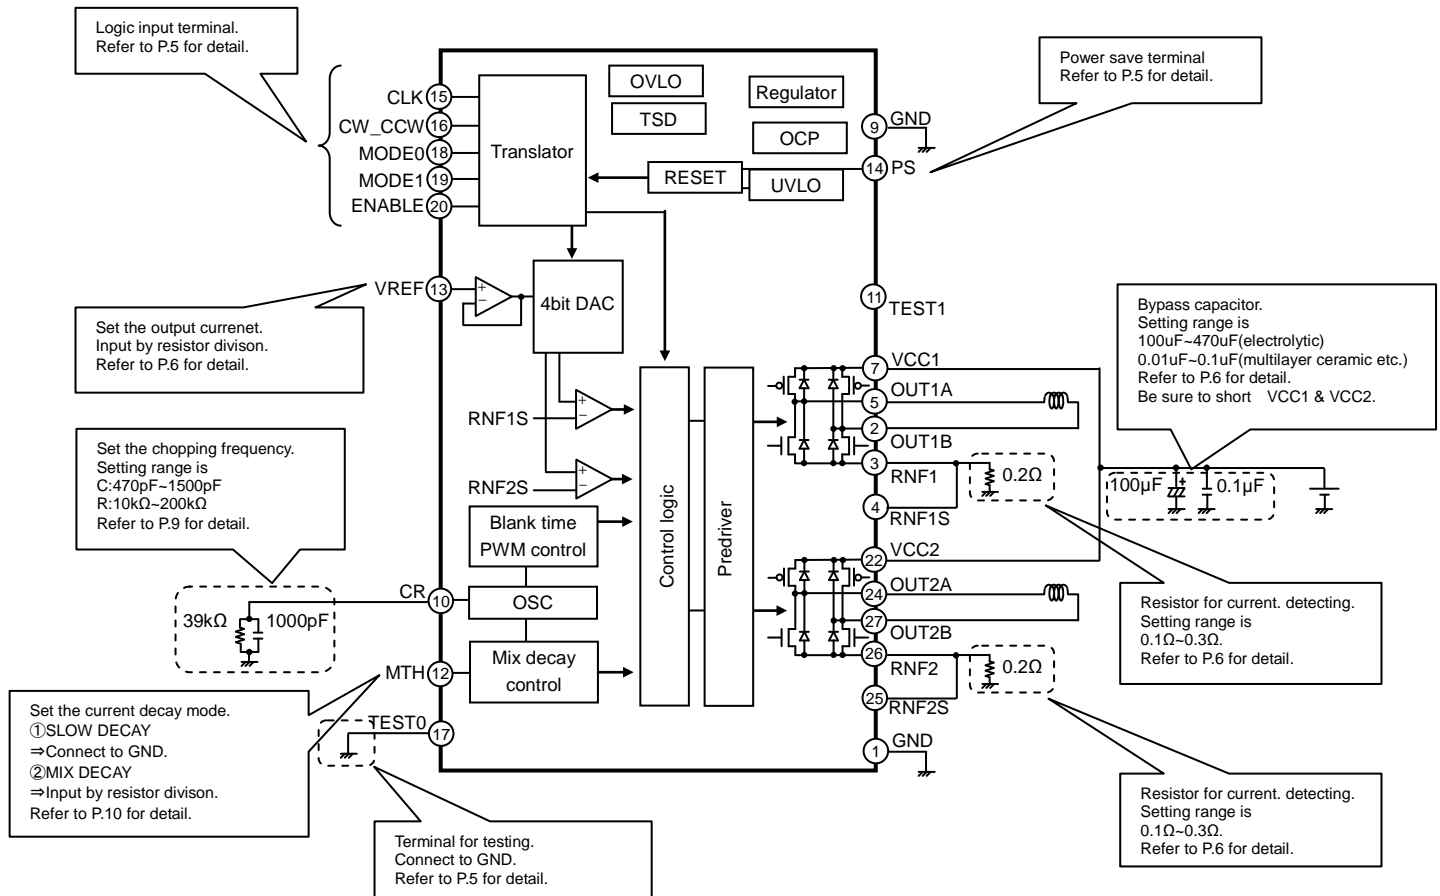 Logic input terminal.
Refer to P.5 for detail.
Power save terminal
Refer to P.5 for detail.
CLK 15
CW_CCW 16
MODE0 18
MODE1 19
ENABLE 20
Translator
OVLO
TSD
Regulator
OCP
RESET
UVLO
9 GND
14 PS
VREF 13
+
−
4bit DAC
11 TEST1
Set the output currenet.
Input by resistor divison.
Refer to P.6 for detail.
Bypass capacitor.
Setting range is
100uF~470uF(electrolytic)
0.01uF~0.1uF(multilayer ceramic etc.)
Refer to P.6 for detail.
Be sure to short VCC1 & VCC2.
RNF1S
+
−
RNF2S
+
−
Control logic
Predriver
7 VCC1
5 OUT1A
2 OUT1B
3 RNF1
0.2Ω
4 RNF1S
100µF
+
0.1µF
Set the chopping frequency.
Setting range is
C:470pF~1500pF
R:10kΩ~200kΩ
Refer to P.9 for detail.
Blank time
PWM control
OSC
Mix decay
control
22 VCC2
24 OUT2A
27 OUT2B
26 RNF2
0.2Ω
25 RNF2S
1 GND
CR 10
39kΩ
1000pF
MTH 12
TEST0
17
Resistor for current. detecting.
Setting range is
0.1Ω~0.3Ω.
Refer to P.6 for detail.
Set the current decay mode.
①SLOW DECAY
⇒Connect to GND.
②MIX DECAY
⇒Input by resistor divison.
Refer to P.10 for detail.
Terminal for testing.
Connect to GND.
Refer to P.5 for detail.
Resistor for current. detecting.
Setting range is
0.1Ω~0.3Ω.
Refer to P.6 for detail.